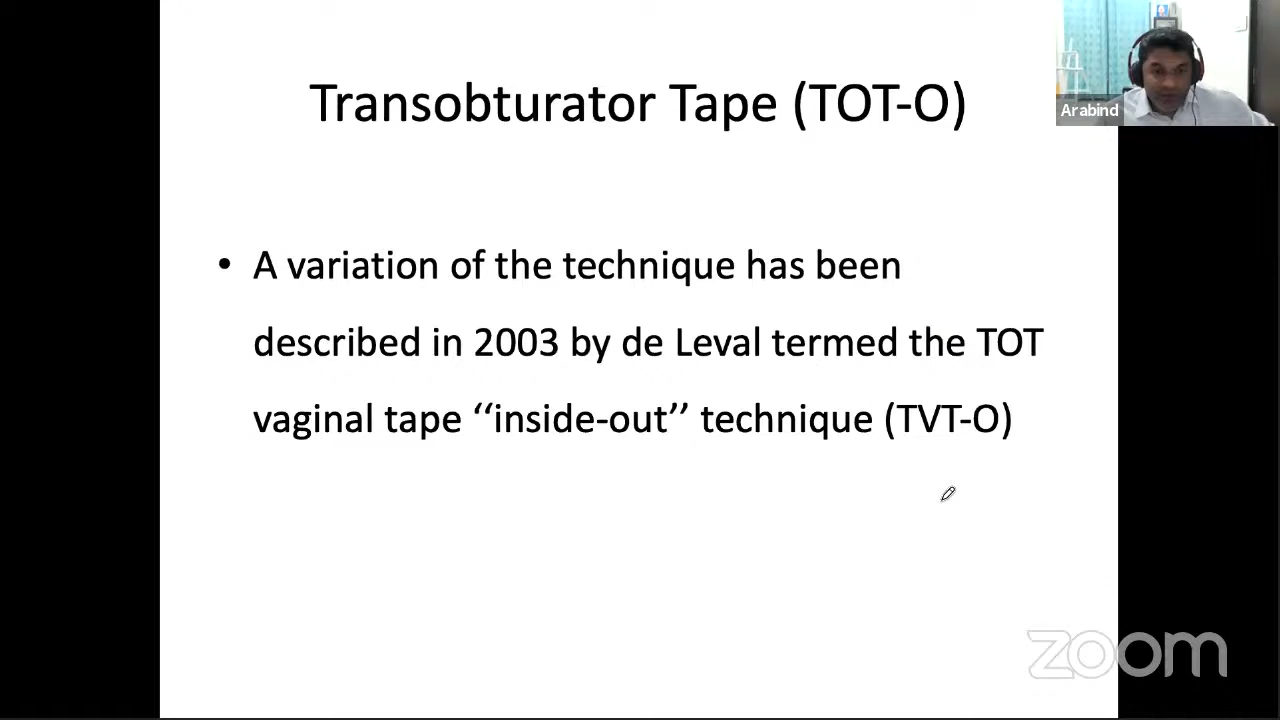 Transobturator Tape (TOT-O)
Arabind
• A variation of the technique has been
described in 2003 by de Leval termed the TOT
vaginal tape ‘‘inside-out’’ technique (TVT-O)
zoom